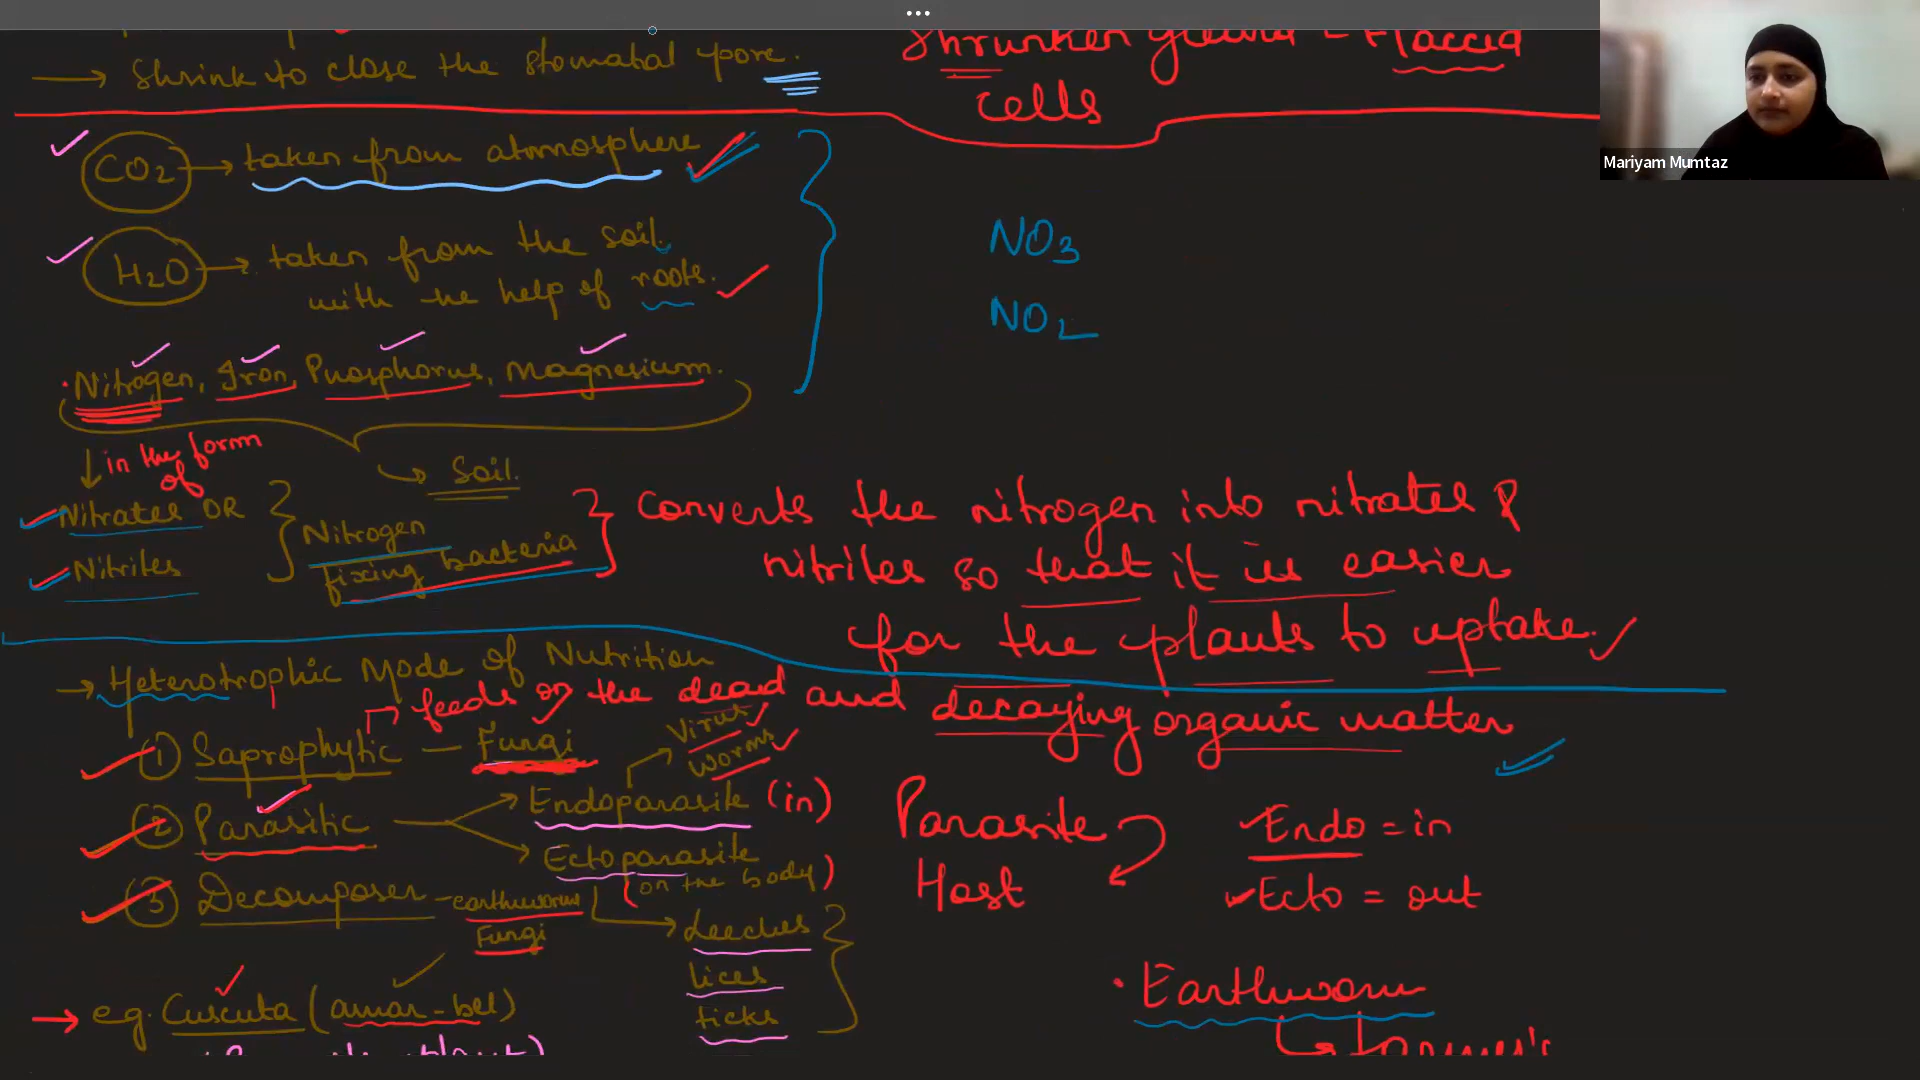 → Shrink to close the stomatal pore.
Shrunken guard - Flaccid
cells
CO2 → taken from atmosphere
H2O → taken from the soil
with the help of roots.
NO3
NO2
Nitrogen, Iron, Phosphorus, Magnesium.
in the form
of
→ Soil.
Nitrates OR
Nitrites
Nitrogen
fixing bacteria
converts the nitrogen into nitrates &
nitrites so that it is easier
for the plants to uptake.
→ Heterotrophic Mode of Nutrition
→ feeds on the dead and decaying organic matter
① Saprophytic — Fungi
Virus
Worms
② Parasitic
Endoparasite (in)
Ectoparasite
(on the body)
③ Decomposer - earthworms
Fungi
Leeches
lices
ticks
Parasite
Host
Endo = in
Ecto = out
→ eg. Cuscuta (amar-bel)
• Earthworm
→ farmer's
Mariyam Mumtaz